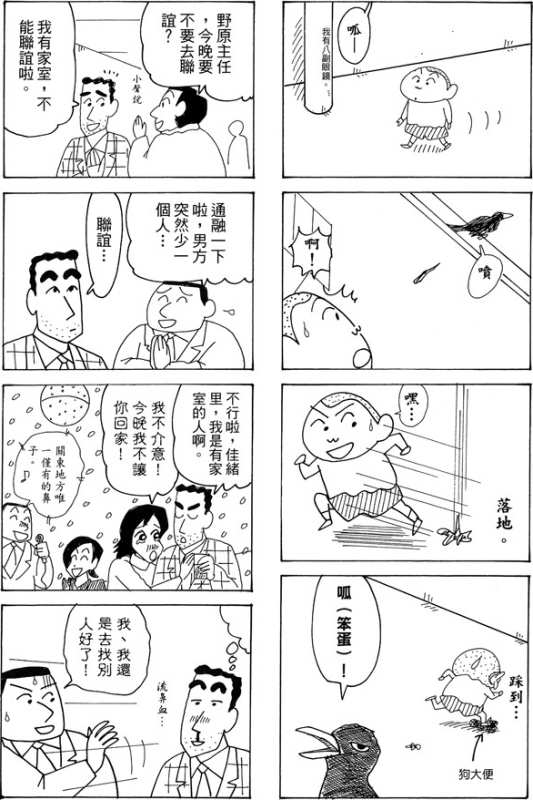 呱—
我有八副眼鏡。
噴
啊！
嘿…
落地。
呱（笨蛋）！
踩到…
狗大便
野原主任
，今晚要
不要去聯
誼？
小聲說
我有家室，不
能聯誼啦。
通融一下
啦，男方
突然少一
個人…
聯誼…
不行啦，佳緒
里，我是有家
室的人啊。
我不介意！
今晚我不讓
你回家！
關東地方唯
一僅有的鼻
子。♪
我、我還
是去找別
人好了！
流鼻血…